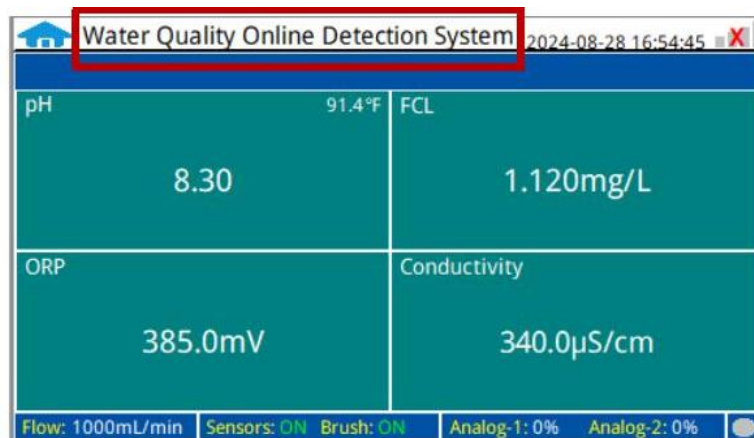 Water Quality Online Detection System 2024-08-28 16:54:45
pH 91.4°F
8.30
FCL
1.120mg/L
ORP
385.0mV
Conductivity
340.0µS/cm
Flow: 1000mL/min Sensors: ON Brush: ON Analog-1: 0% Analog-2: 0%